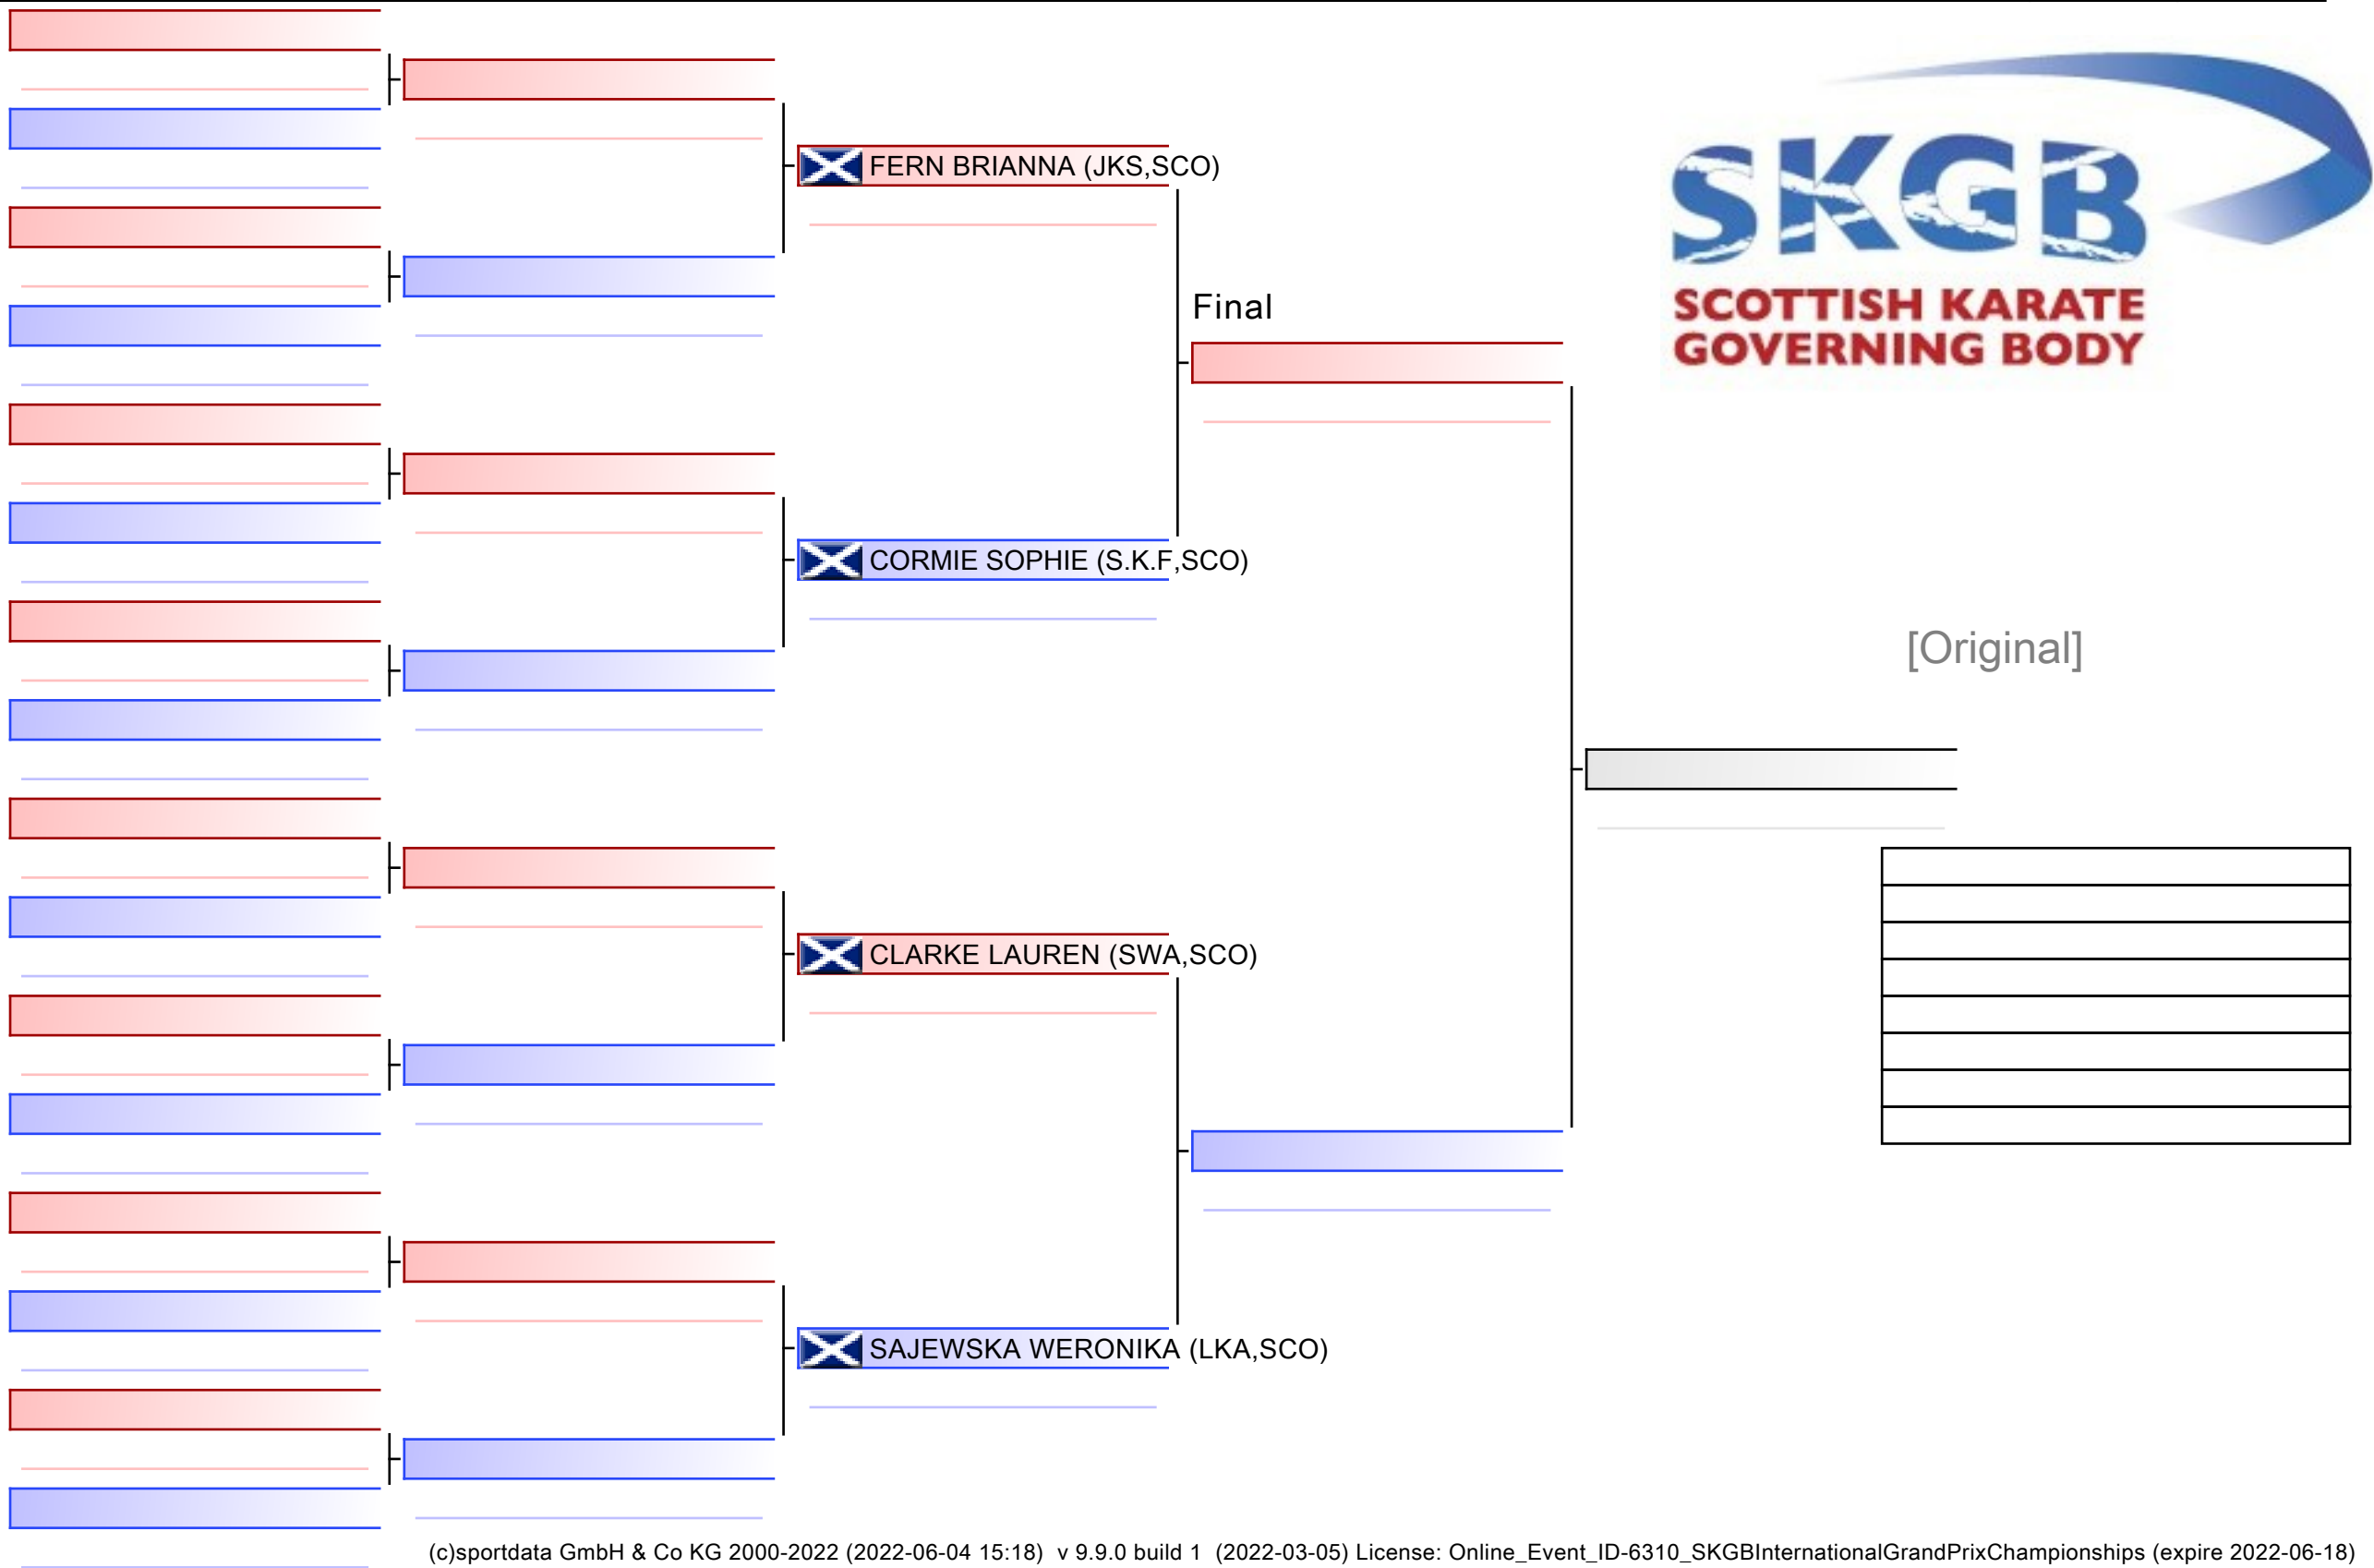 FERN BRIANNA (JKS,SCO)
SKGB
SCOTTISH KARATE
GOVERNING BODY
Final
CORMIE SOPHIE (S.K.F,SCO)
[Original]
CLARKE LAUREN (SWA,SCO)
SAJEWSKA WERONIKA (LKA,SCO)
(c)sportdata GmbH & Co KG 2000-2022 (2022-06-04 15:18) v 9.9.0 build 1 (2022-03-05) License: Online_Event_ID-6310_SKGBInternationalGrandPrixChampionships (expire 2022-06-18)